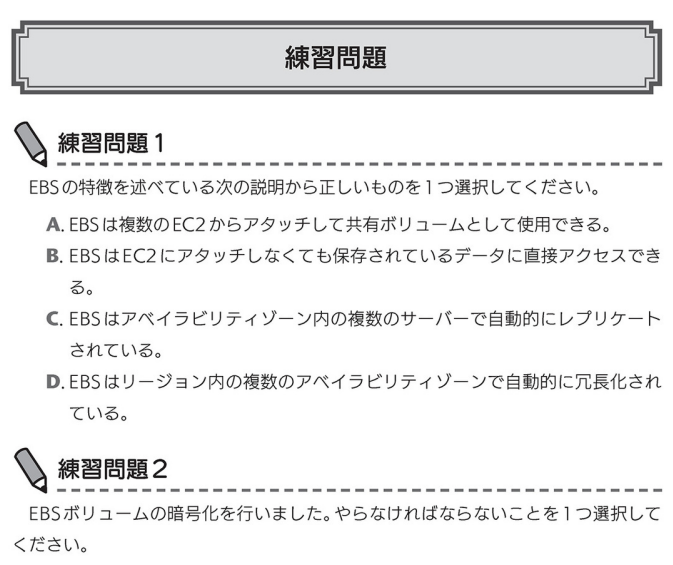 練習問題
練習問題1
EBSの特徴を述べている次の説明から正しいものを1つ選択してください。
A. EBSは複数のEC2からアタッチして共有ボリュームとして使用できる。
B. EBSはEC2にアタッチしなくても保存されているデータに直接アクセスでき
る。
C. EBSはアベイラビリティゾーン内の複数のサーバーで自動的にレプリケート
されている。
D. EBSはリージョン内の複数のアベイラビリティゾーンで自動的に冗長化され
ている。
練習問題2
EBSボリュームの暗号化を行いました。やらなければならないことを1つ選択して
ください。